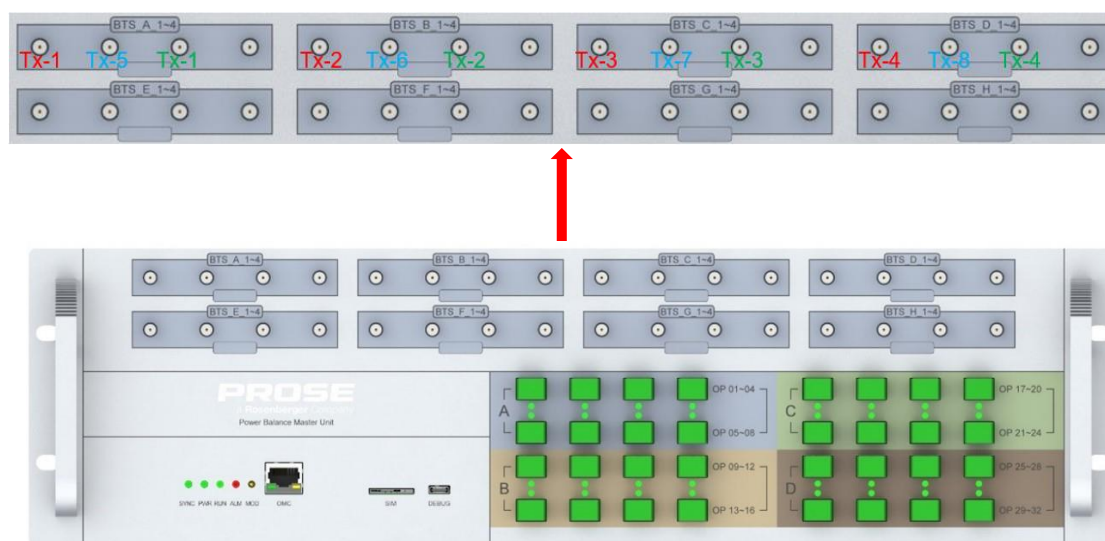 BTS_A_1~4 BTS_B_1~4 BTS_C_1~4 BTS_D_1~4
Tx-1 Tx-5 Tx-1 Tx-2 Tx-6 Tx-2 Tx-3 Tx-7 Tx-3 Tx-4 Tx-8 Tx-4
BTS_E_1~4 BTS_F_1~4 BTS_G_1~4 BTS_H_1~4
BTS_A_1~4 BTS_B_1~4 BTS_C_1~4 BTS_D_1~4
BTS_E_1~4 BTS_F_1~4 BTS_G_1~4 BTS_H_1~4
PROSE
A Rosenberger Company
Power Balance Master Unit
A OP 01~04
OP 05~08
C OP 17~20
OP 21~24
B OP 09~12
OP 13~16
D OP 25~28
OP 29~32
SYNC PWR RUN ALM MOD OMC SIM DEBUG